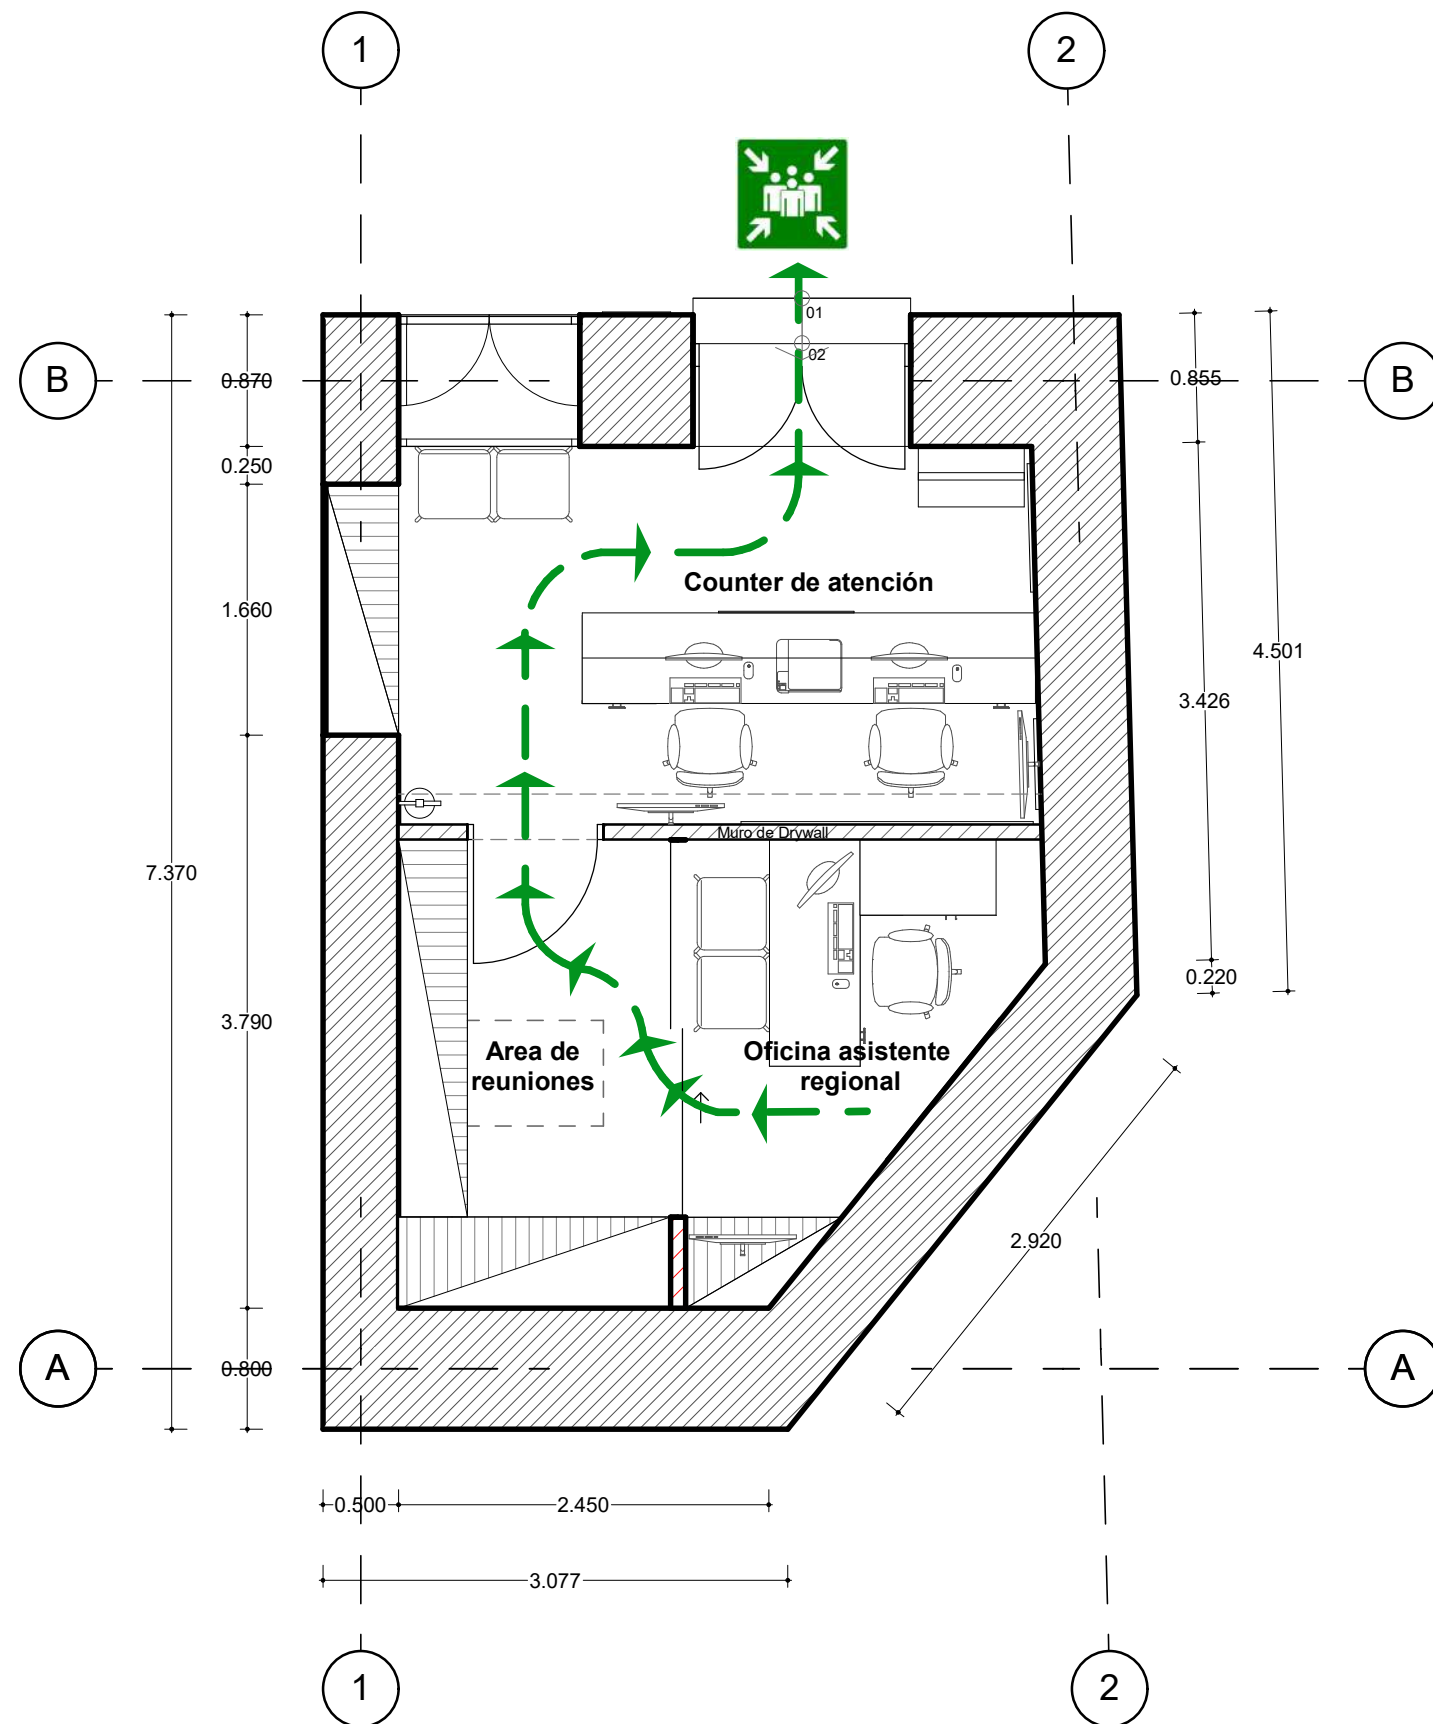 1
2
01
02
B
0.870
0.855
B
0.250
1.660
Counter de atención
4.501
3.426
Muro de Drywall
7.370
0.220
3.790
Area de
reuniones
Oficina asistente
regional
2.920
A
0.800
A
0.500
2.450
3.077
1
2